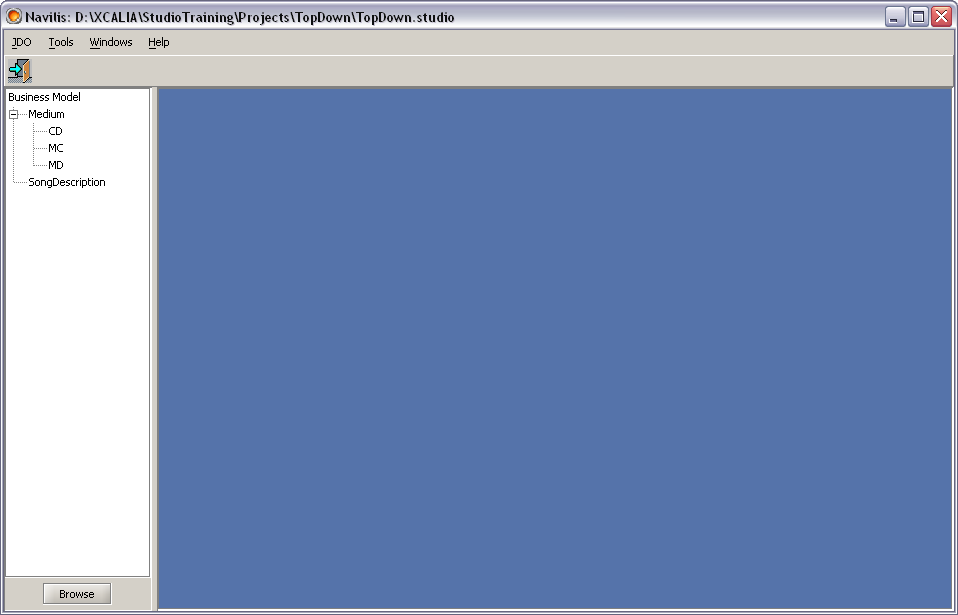 Navilis: D:\XCALIA\StudioTraining\Projects\TopDown\TopDown.studio
JDO Tools Windows Help
Business Model
Medium
CD
MC
MD
SongDescription
Browse